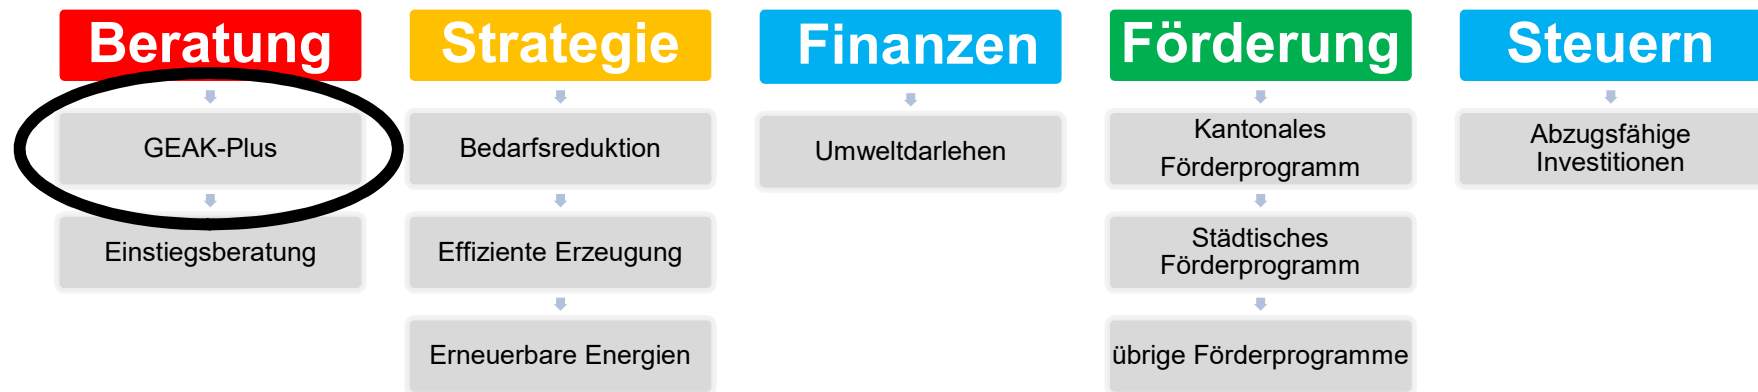 Beratung
GEAK-Plus
Einstiegsberatung
Strategie
Bedarfsreduktion
Effiziente Erzeugung
Erneuerbare Energien
Finanzen
Umweltdarlehen
Förderung
Kantonales
Förderprogramm
Städtisches
Förderprogramm
übrige Förderprogramme
Steuern
Abzugsfähige
Investitionen